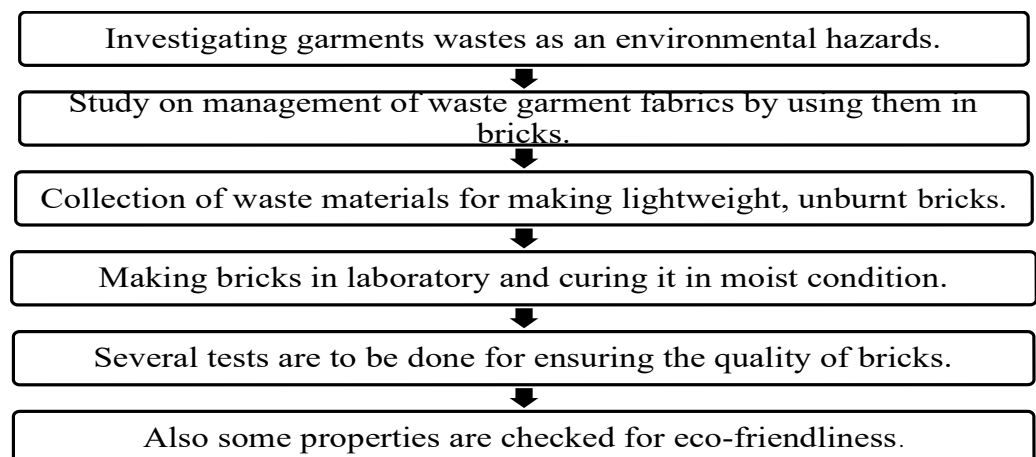 Investigating garments wastes as an environmental hazards.
Study on management of waste garment fabrics by using them in
bricks.
Collection of waste materials for making lightweight, unburnt bricks.
Making bricks in laboratory and curing it in moist condition.
Several tests are to be done for ensuring the quality of bricks.
Also some properties are checked for eco-friendliness.